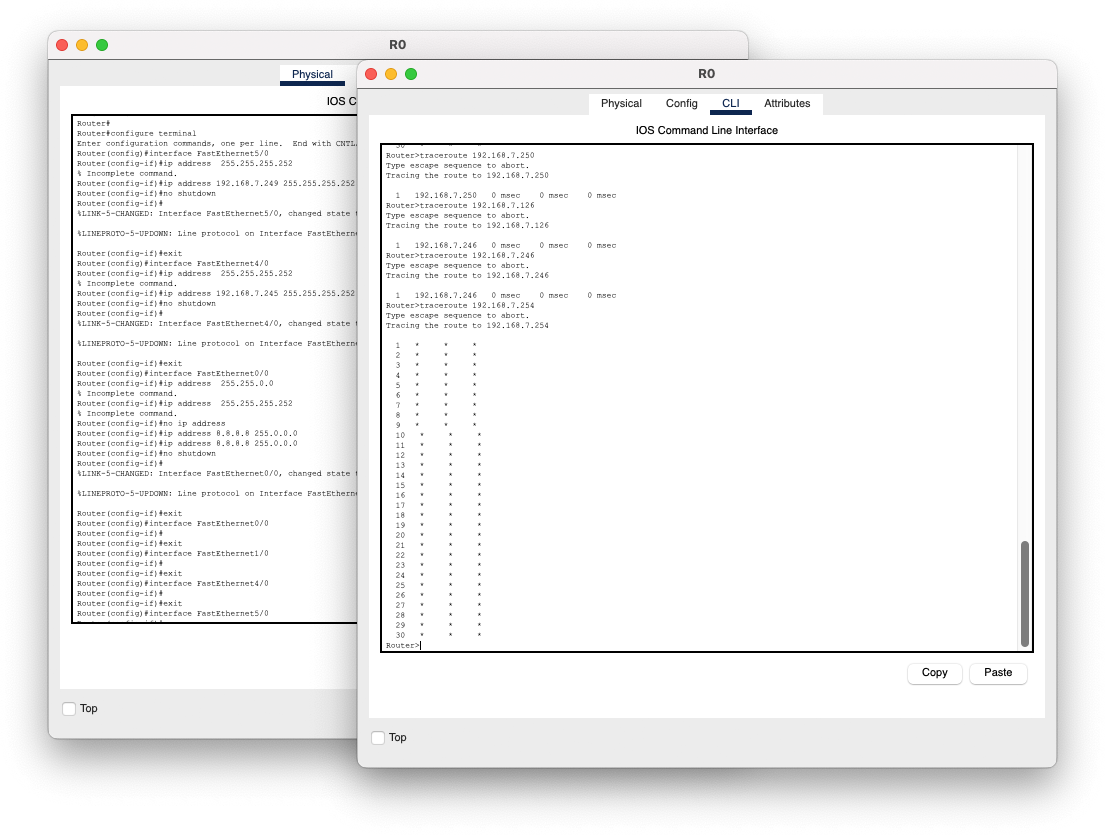 R0
Physical
IOS C
Router#
Router#configure terminal
Enter configuration commands, one per line.  End with CNTL
Router(config)#interface FastEthernet5/0
Router(config-if)#ip address  255.255.255.252
% Incomplete command.
Router(config-if)#ip address 192.168.7.249 255.255.255.252
Router(config-if)#no shutdown
Router(config-if)#
%LINK-5-CHANGED: Interface FastEthernet5/0, changed state
%LINEPROTO-5-UPDOWN: Line protocol on Interface FastEtherne
Router(config-if)#exit
Router(config)#interface FastEthernet4/0
Router(config-if)#ip address  255.255.255.252
% Incomplete command.
Router(config-if)#ip address 192.168.7.245 255.255.255.252
Router(config-if)#no shutdown
Router(config-if)#
%LINK-5-CHANGED: Interface FastEthernet4/0, changed state
%LINEPROTO-5-UPDOWN: Line protocol on Interface FastEtherne
Router(config-if)#exit
Router(config)#interface FastEthernet0/0
Router(config-if)#ip address  255.255.0.0
% Incomplete command.
Router(config-if)#ip address  255.255.255.252
% Incomplete command.
Router(config-if)#no ip address
Router(config-if)#ip address 8.8.8.8 255.0.0.0
Router(config-if)#ip address 8.8.8.8 255.0.0.0
Router(config-if)#no shutdown
Router(config-if)#
%LINK-5-CHANGED: Interface FastEthernet0/0, changed state
%LINEPROTO-5-UPDOWN: Line protocol on Interface FastEtherne
Router(config-if)#exit
Router(config)#interface FastEthernet0/0
Router(config-if)#
Router(config-if)#exit
Router(config)#interface FastEthernet1/0
Router(config-if)#
Router(config-if)#exit
Router(config)#interface FastEthernet4/0
Router(config-if)#
Router(config-if)#exit
Router(config)#interface FastEthernet5/0
Top
R0
Physical Config CLI Attributes
IOS Command Line Interface
Router>traceroute 192.168.7.250
Type escape sequence to abort.
Tracing the route to 192.168.7.250
1   192.168.7.250   0 msec    0 msec    0 msec
Router>traceroute 192.168.7.126
Type escape sequence to abort.
Tracing the route to 192.168.7.126
1   192.168.7.246   0 msec    0 msec    0 msec
Router>traceroute 192.168.7.246
Type escape sequence to abort.
Tracing the route to 192.168.7.246
1   192.168.7.246   0 msec    0 msec    0 msec
Router>traceroute 192.168.7.254
Type escape sequence to abort.
Tracing the route to 192.168.7.254
1   *     *     *
2   *     *     *
3   *     *     *
4   *     *     *
5   *     *     *
6   *     *     *
7   *     *     *
8   *     *     *
9   *     *     *
10   *     *     *
11   *     *     *
12   *     *     *
13   *     *     *
14   *     *     *
15   *     *     *
16   *     *     *
17   *     *     *
18   *     *     *
19   *     *     *
20   *     *     *
21   *     *     *
22   *     *     *
23   *     *     *
24   *     *     *
25   *     *     *
26   *     *     *
27   *     *     *
28   *     *     *
29   *     *     *
30   *     *     *
Router>
Copy Paste
Top